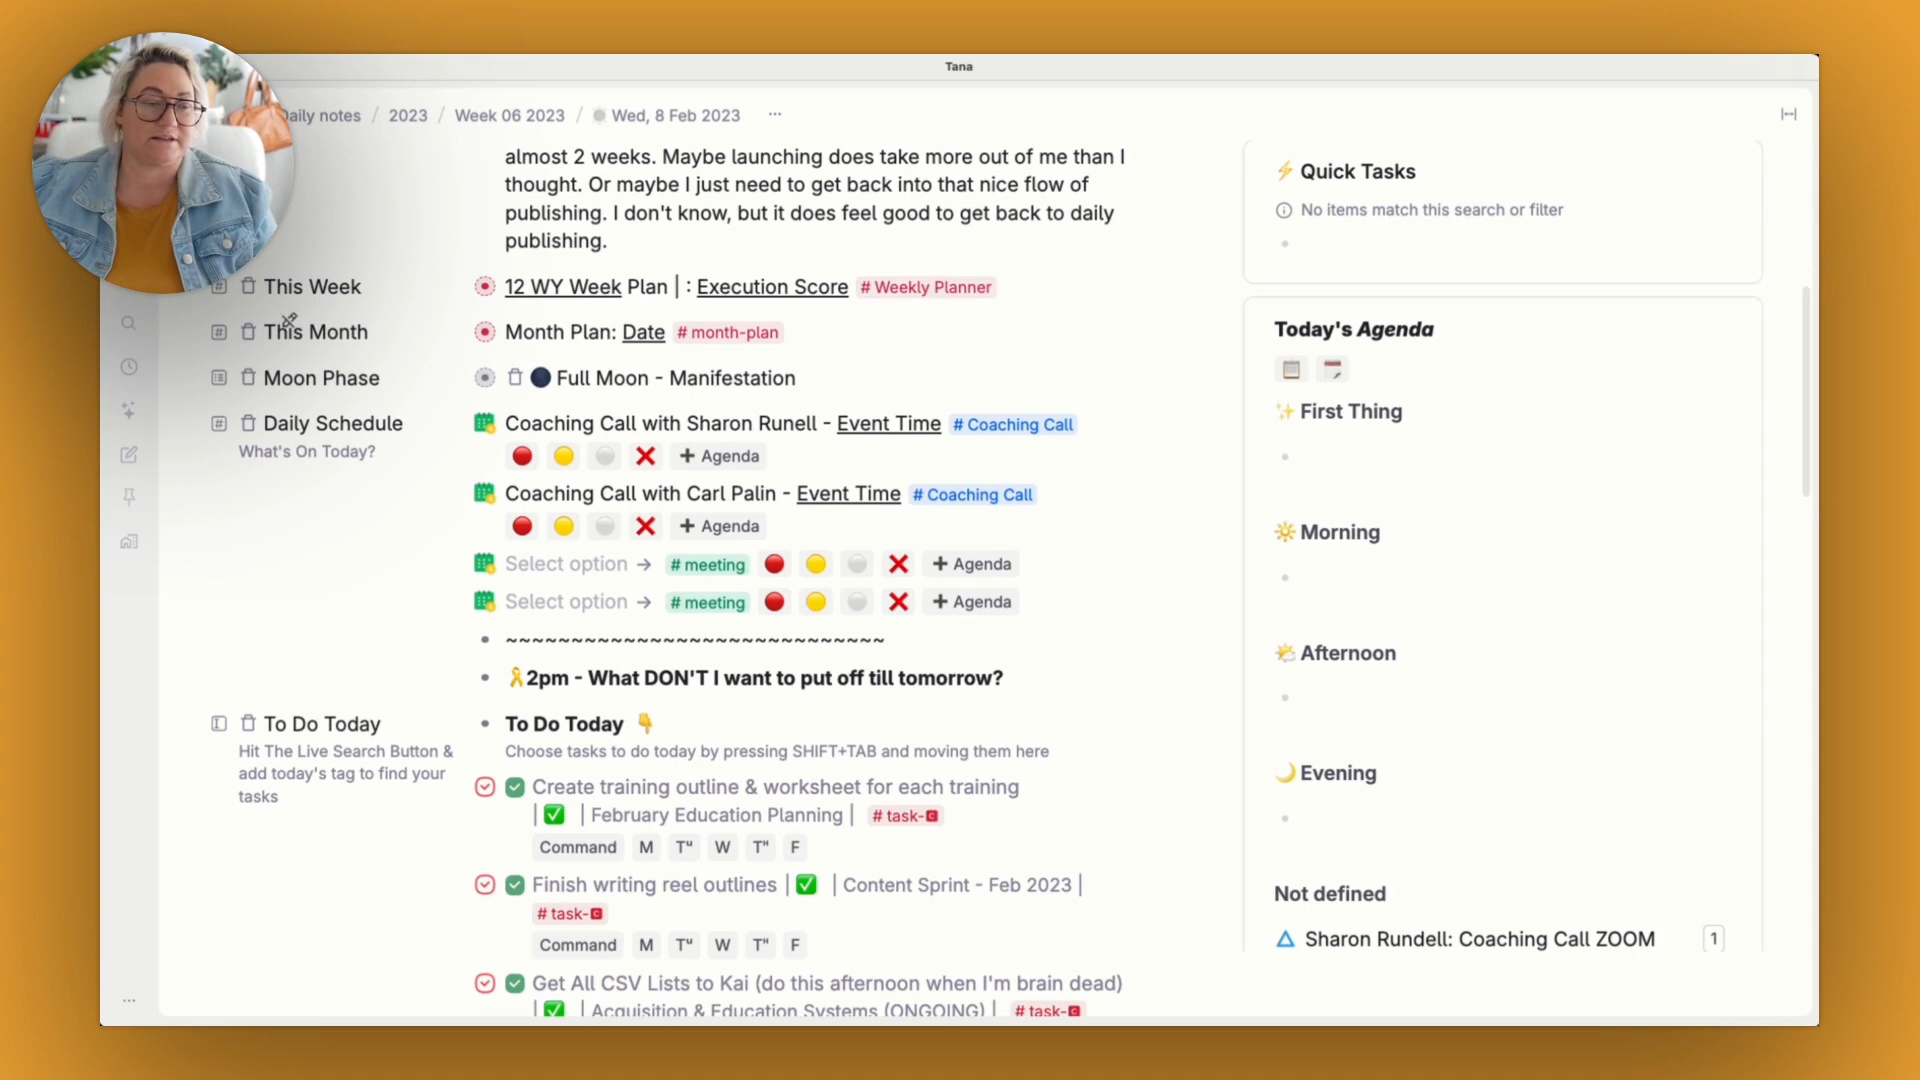 Tana
Daily notes / 2023 / Week 06 2023 / Wed, 8 Feb 2023 ...
almost 2 weeks. Maybe launching does take more out of me than I
thought. Or maybe I just need to get back into that nice flow of
publishing. I don't know, but it does feel good to get back to daily
publishing.
This Week
12 WY Week Plan | : Execution Score # Weekly Planner
This Month
Month Plan: Date # month-plan
Moon Phase
🌑 Full Moon - Manifestation
Daily Schedule
What's On Today?
Coaching Call with Sharon Runell - Event Time # Coaching Call
🔴 🟡 ⚪ ❌ + Agenda
Coaching Call with Carl Palin - Event Time # Coaching Call
🔴 🟡 ⚪ ❌ + Agenda
Select option → # meeting 🔴 🟡 ⚪ ❌ + Agenda
Select option → # meeting 🔴 🟡 ⚪ ❌ + Agenda
~~~~~~~~~~~~~~~~~~~~~~~~~~~~~
🎗️2pm - What DON'T I want to put off till tomorrow?
To Do Today
Hit The Live Search Button &
add today's tag to find your
tasks
To Do Today 👇
Choose tasks to do today by pressing SHIFT+TAB and moving them here
Create training outline & worksheet for each training
| ✅ | February Education Planning | # task-🅲
Command M Tᵘ W Tᴴ F
Finish writing reel outlines | ✅ | Content Sprint - Feb 2023 |
# task-🅲
Command M Tᵘ W Tᴴ F
Get All CSV Lists to Kai (do this afternoon when I'm brain dead)
| ✅ | Acquisition & Education Systems (ONGOING) | # task-🅲
⚡ Quick Tasks
No items match this search or filter
Today's Agenda
✨ First Thing
☀️ Morning
🌤️ Afternoon
🌙 Evening
Not defined
Sharon Rundell: Coaching Call ZOOM 1